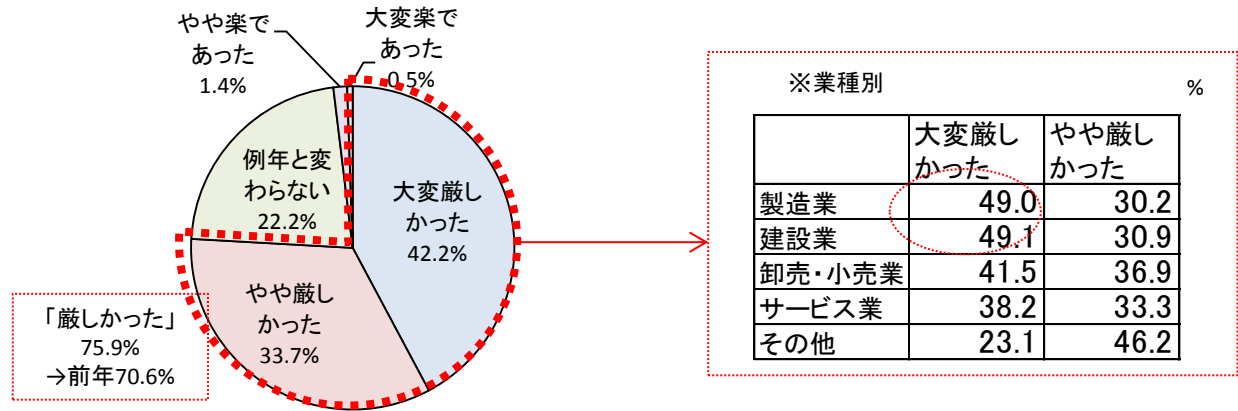 やや楽で
あった
1.4%
大変楽で
あった
0.5%
例年と変
わらない
22.2%
大変厳し
かった
42.2%
やや厳し
かった
33.7%
「厳しかった」
75.9%
→前年70.6%
※業種別
%
大変厳し やや厳し
かった かった
製造業 49.0 30.2
建設業 49.1 30.9
卸売・小売業 41.5 36.9
サービス業 38.2 33.3
その他 23.1 46.2